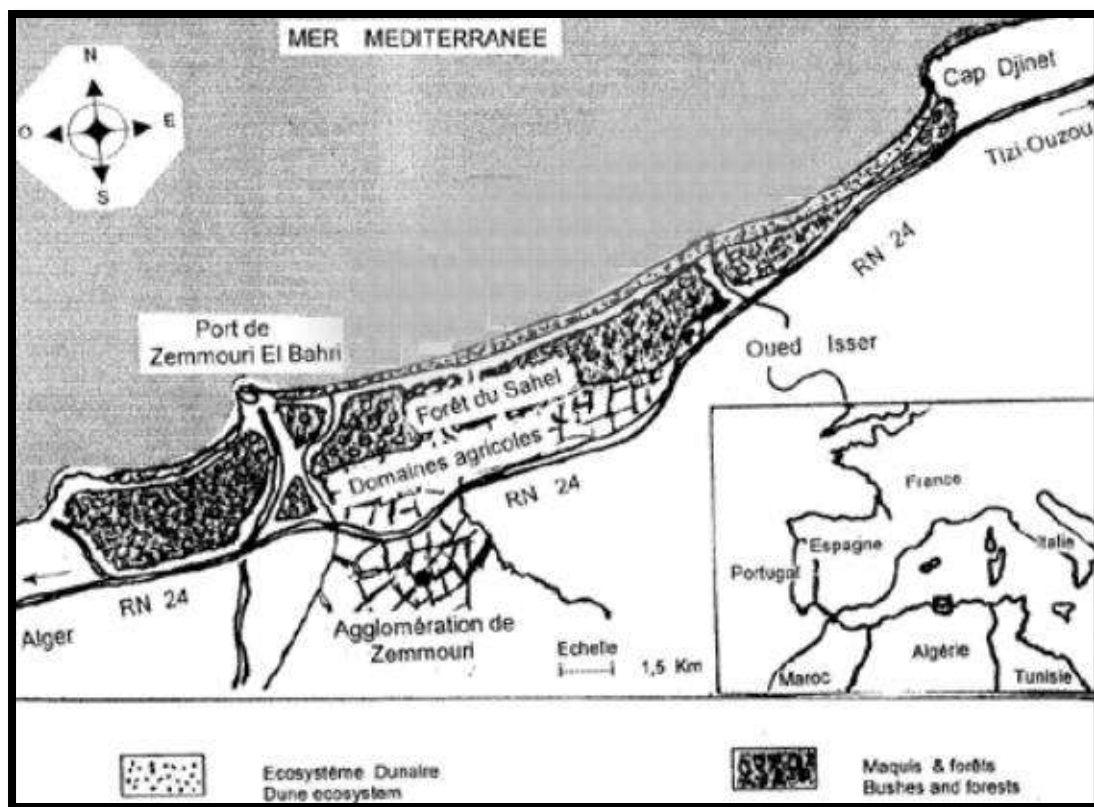 MER MEDITERRANEE
N
O
E
S
Cap Djinet
Tizi-Ouzou
RN 24
Port de
Zemmouri El Bahri
Oued Isser
Forêt du Sahel
Domaines agricoles
RN 24
RN 24
Alger
Agglomération de
Zemmouri
Echelle
1,5 Km
France
Espagne
Italie
Portugal
Algérie
Maroc
Tunisie
Ecosystème Dunaire
Dune ecosystem
Maquis & forêts
Bushes and forests